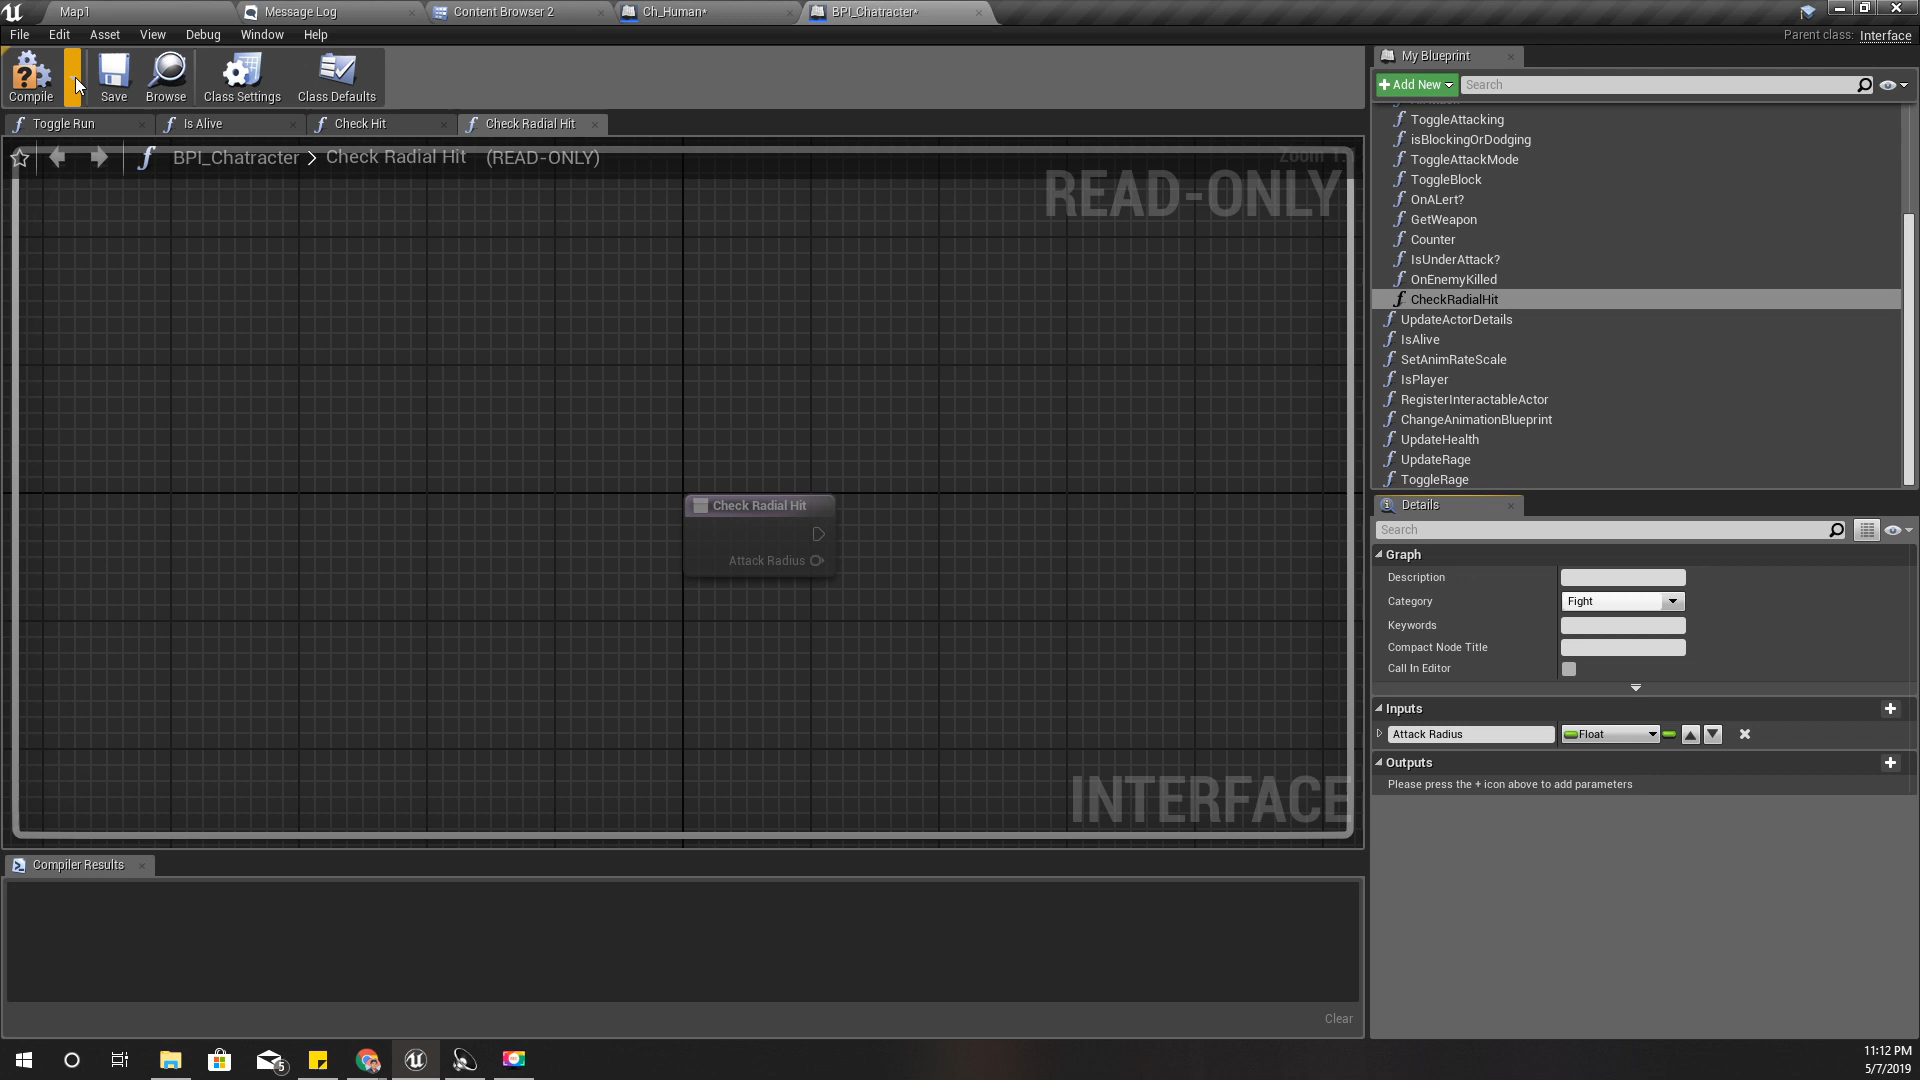 Map1
Message Log
Content Browser 2
Ch_Human*
BPI_Chatracter*
File Edit Asset View Debug Window Help
Parent class: Interface
Compile
Save
Browse
Class Settings
Class Defaults
My Blueprint
+ Add New
Search
Toggle Run
Is Alive
Check Hit
Check Radial Hit
BPI_Chatracter > Check Radial Hit (READ-ONLY)
READ-ONLY
Check Radial Hit
Attack Radius
INTERFACE
ToggleAttacking
isBlockingOrDodging
ToggleAttackMode
ToggleBlock
OnALert?
GetWeapon
Counter
IsUnderAttack?
OnEnemyKilled
CheckRadialHit
UpdateActorDetails
IsAlive
SetAnimRateScale
IsPlayer
RegisterInteractableActor
ChangeAnimationBlueprint
UpdateHealth
UpdateRage
ToggleRage
Details
Search
Graph
Description
Category Fight
Keywords
Compact Node Title
Call In Editor
Inputs
Attack Radius Float
Outputs
Please press the + icon above to add parameters
Compiler Results
Clear
5
11:12 PM
5/7/2019